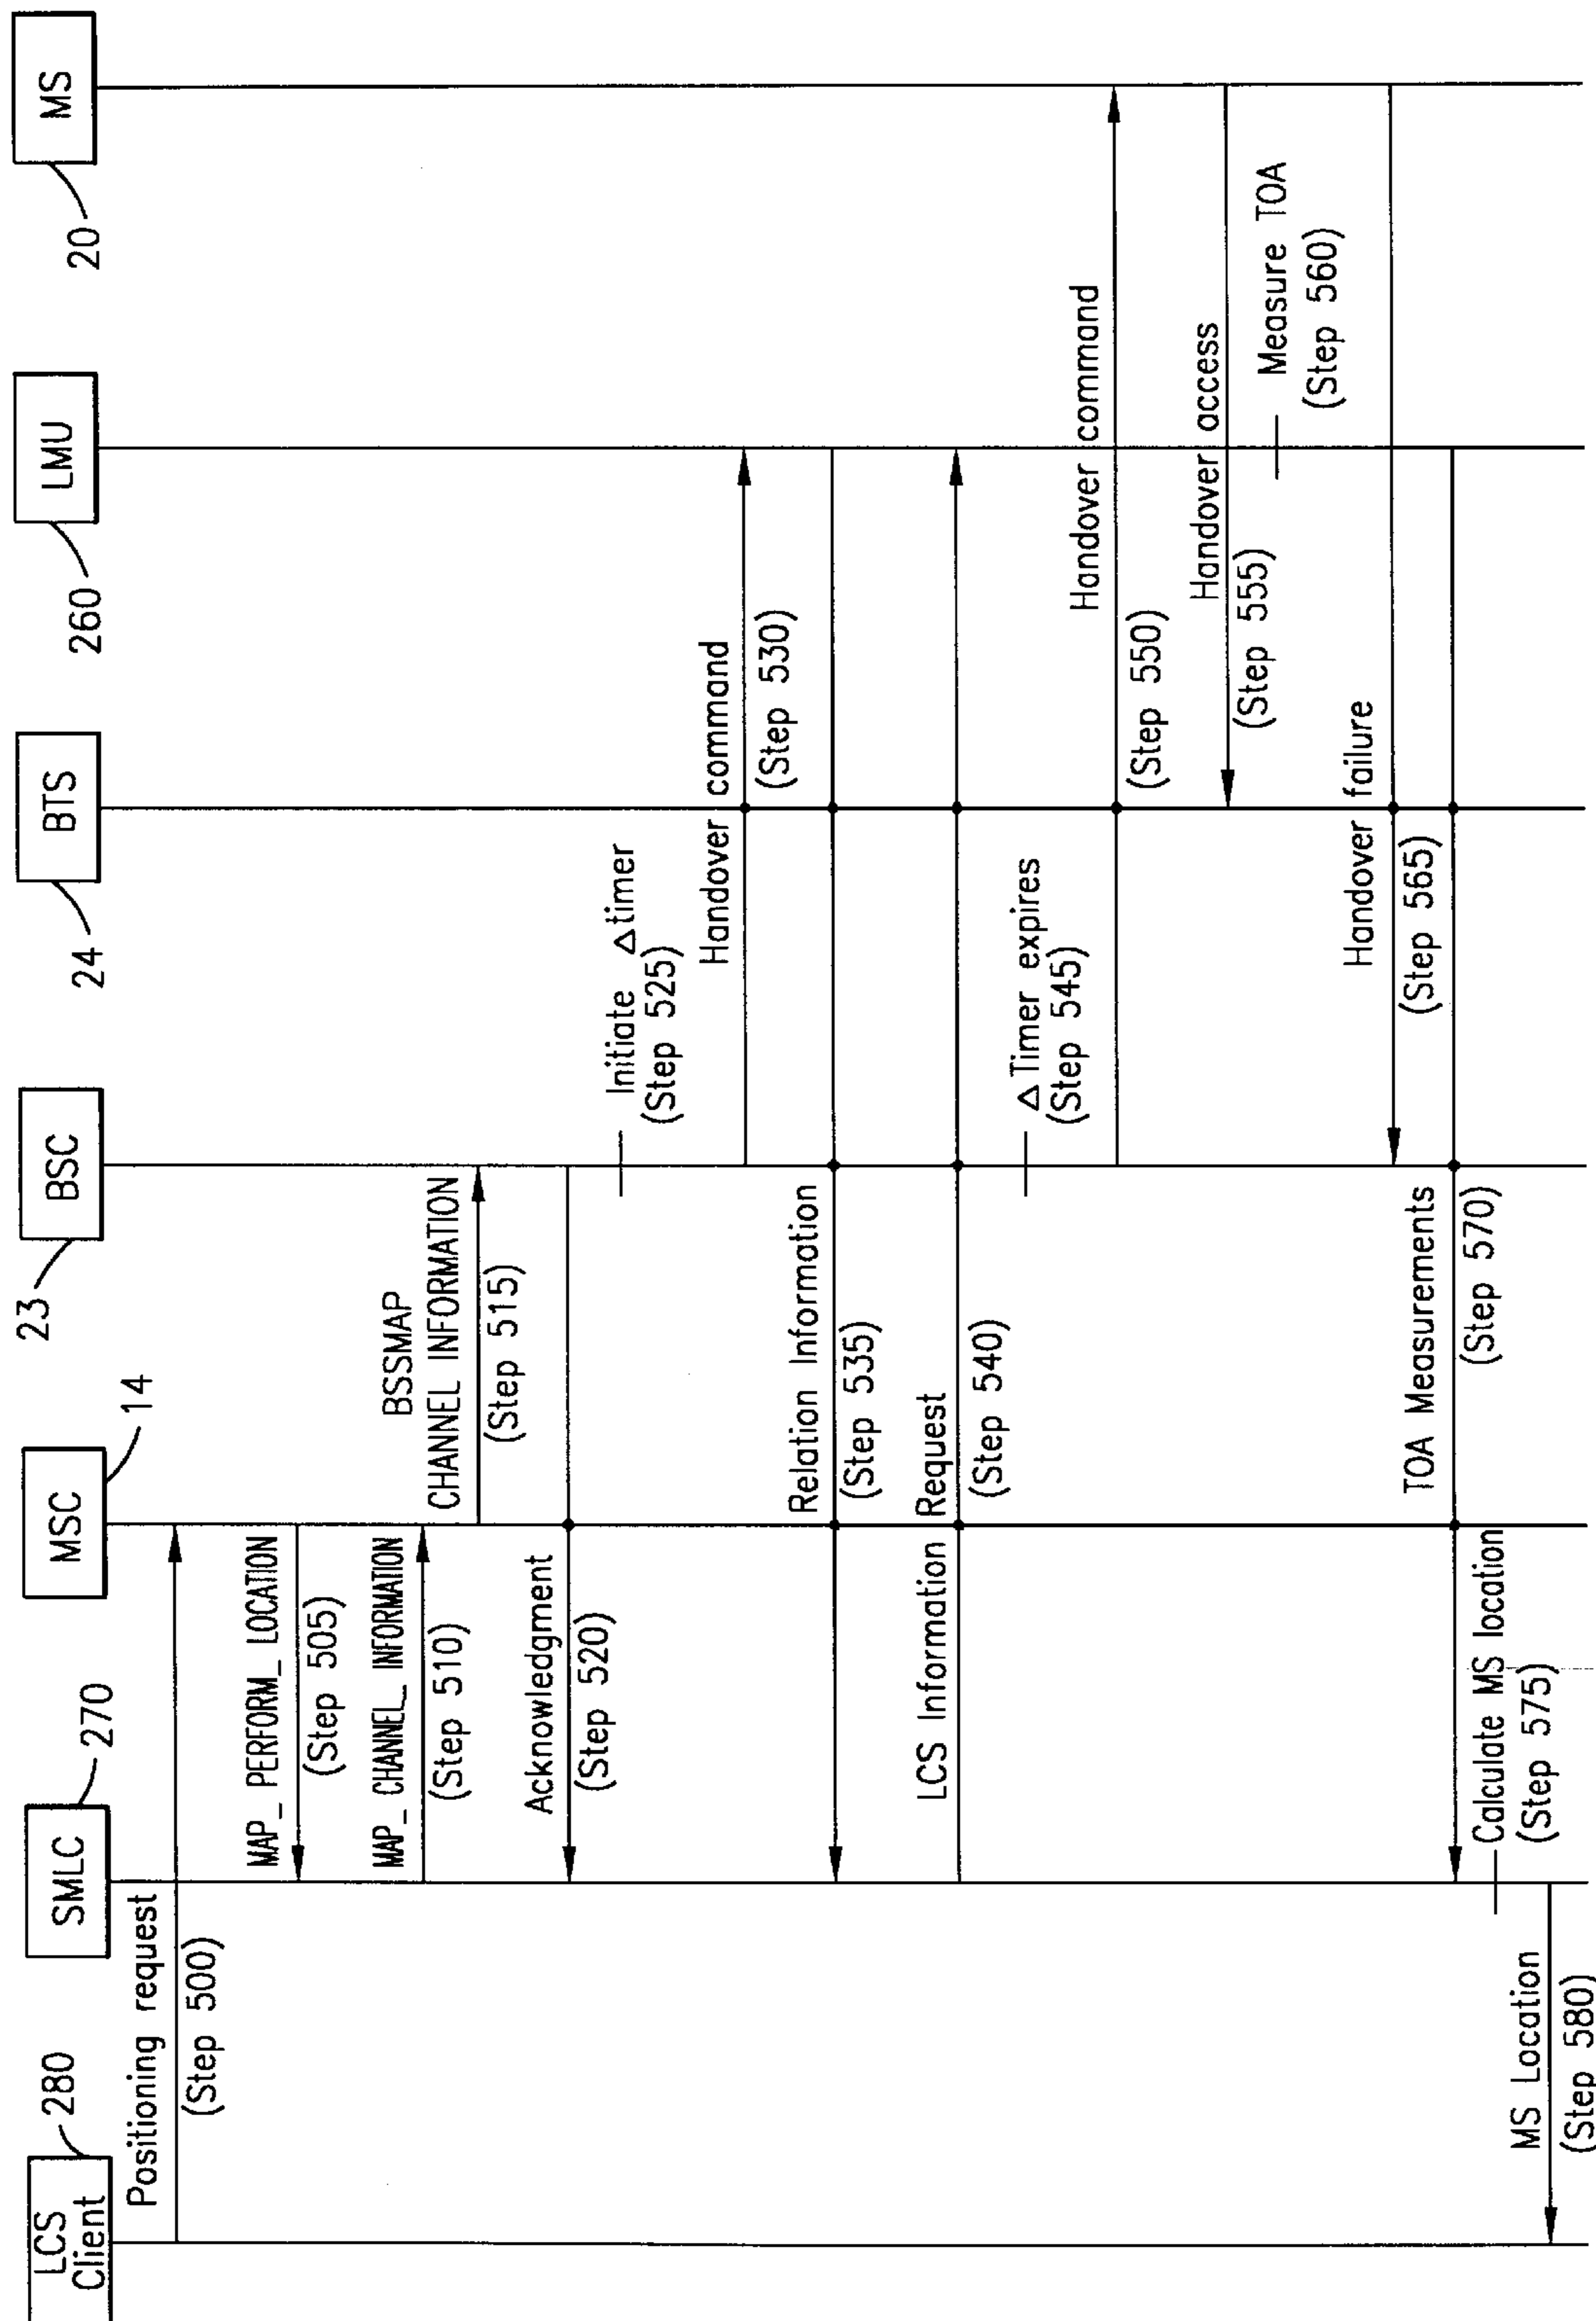 LCS
Client
280
SMLC
270
MSC
14
BSC
23
BTS
24
LMU
260
MS
20
Positioning request
(Step 500)
MAP_PERFORM_LOCATION
(Step 505)
MAP_CHANNEL_INFORMATION
(Step 510)
BSSMAP
CHANNEL INFORMATION
(Step 515)
Acknowledgment
(Step 520)
Initiate Δtimer
(Step 525)
Handover command
(Step 530)
Relation Information
(Step 535)
LCS Information Request
(Step 540)
ΔTimer expires
(Step 545)
Handover command
(Step 550)
Handover access
(Step 555)
Measure TOA
(Step 560)
Handover failure
(Step 565)
TOA Measurements
(Step 570)
Calculate MS location
(Step 575)
MS Location
(Step 580)